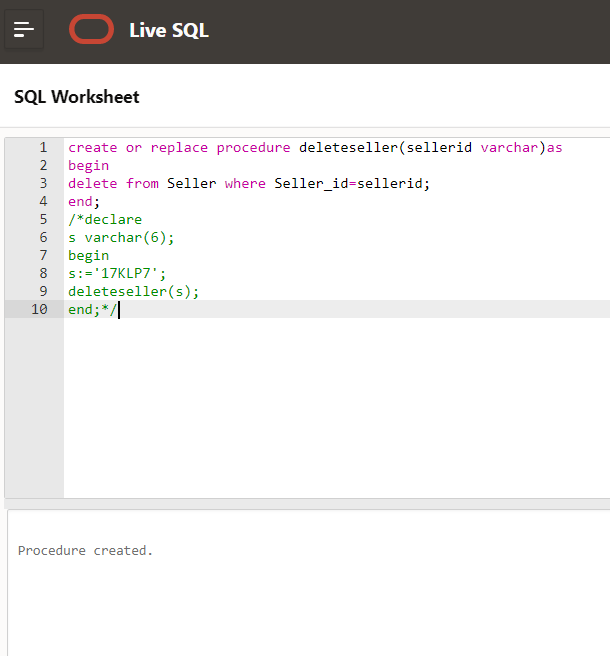 Live SQL
SQL Worksheet
1 create or replace procedure deleteseller(sellerid varchar)as
2 begin
3 delete from Seller where Seller_id=sellerid;
4 end;
5 /*declare
6 s varchar(6);
7 begin
8 s:='17KLP7';
9 deleteseller(s);
10 end;*/
Procedure created.